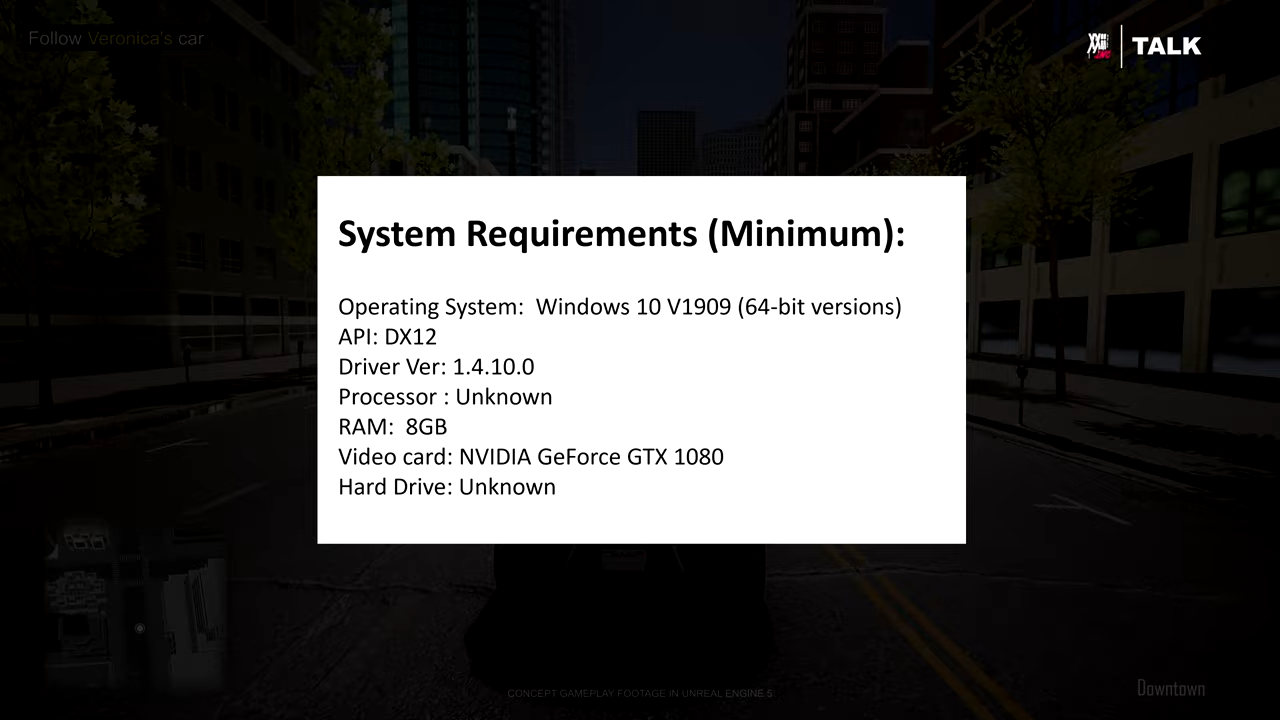 Follow Veronica's car
TALK
System Requirements (Minimum):
Operating System:  Windows 10 V1909 (64-bit versions)
API: DX12
Driver Ver: 1.4.10.0
Processor : Unknown
RAM:  8GB
Video card: NVIDIA GeForce GTX 1080
Hard Drive: Unknown
CONCEPT GAMEPLAY FOOTAGE IN UNREAL ENGINE 5
Downtown